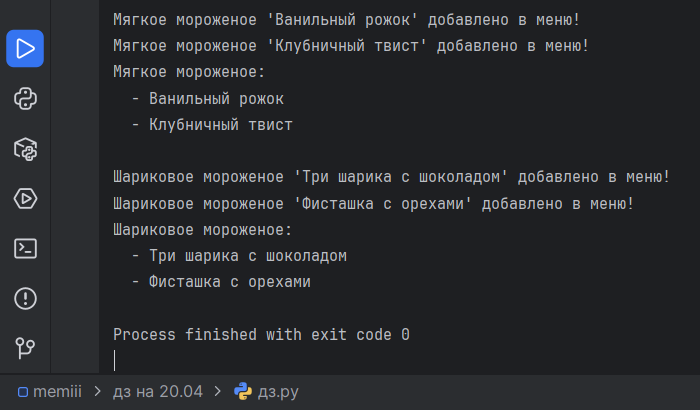 Мягкое мороженое 'Ванильный рожок' добавлено в меню!
Мягкое мороженое 'Клубничный твист' добавлено в меню!
Мягкое мороженое:
- Ванильный рожок
- Клубничный твист
Шариковое мороженое 'Три шарика с шоколадом' добавлено в меню!
Шариковое мороженое 'Фисташка с орехами' добавлено в меню!
Шариковое мороженое:
- Три шарика с шоколадом
- Фисташка с орехами
Process finished with exit code 0
memiii > дз на 20.04 > дз.py